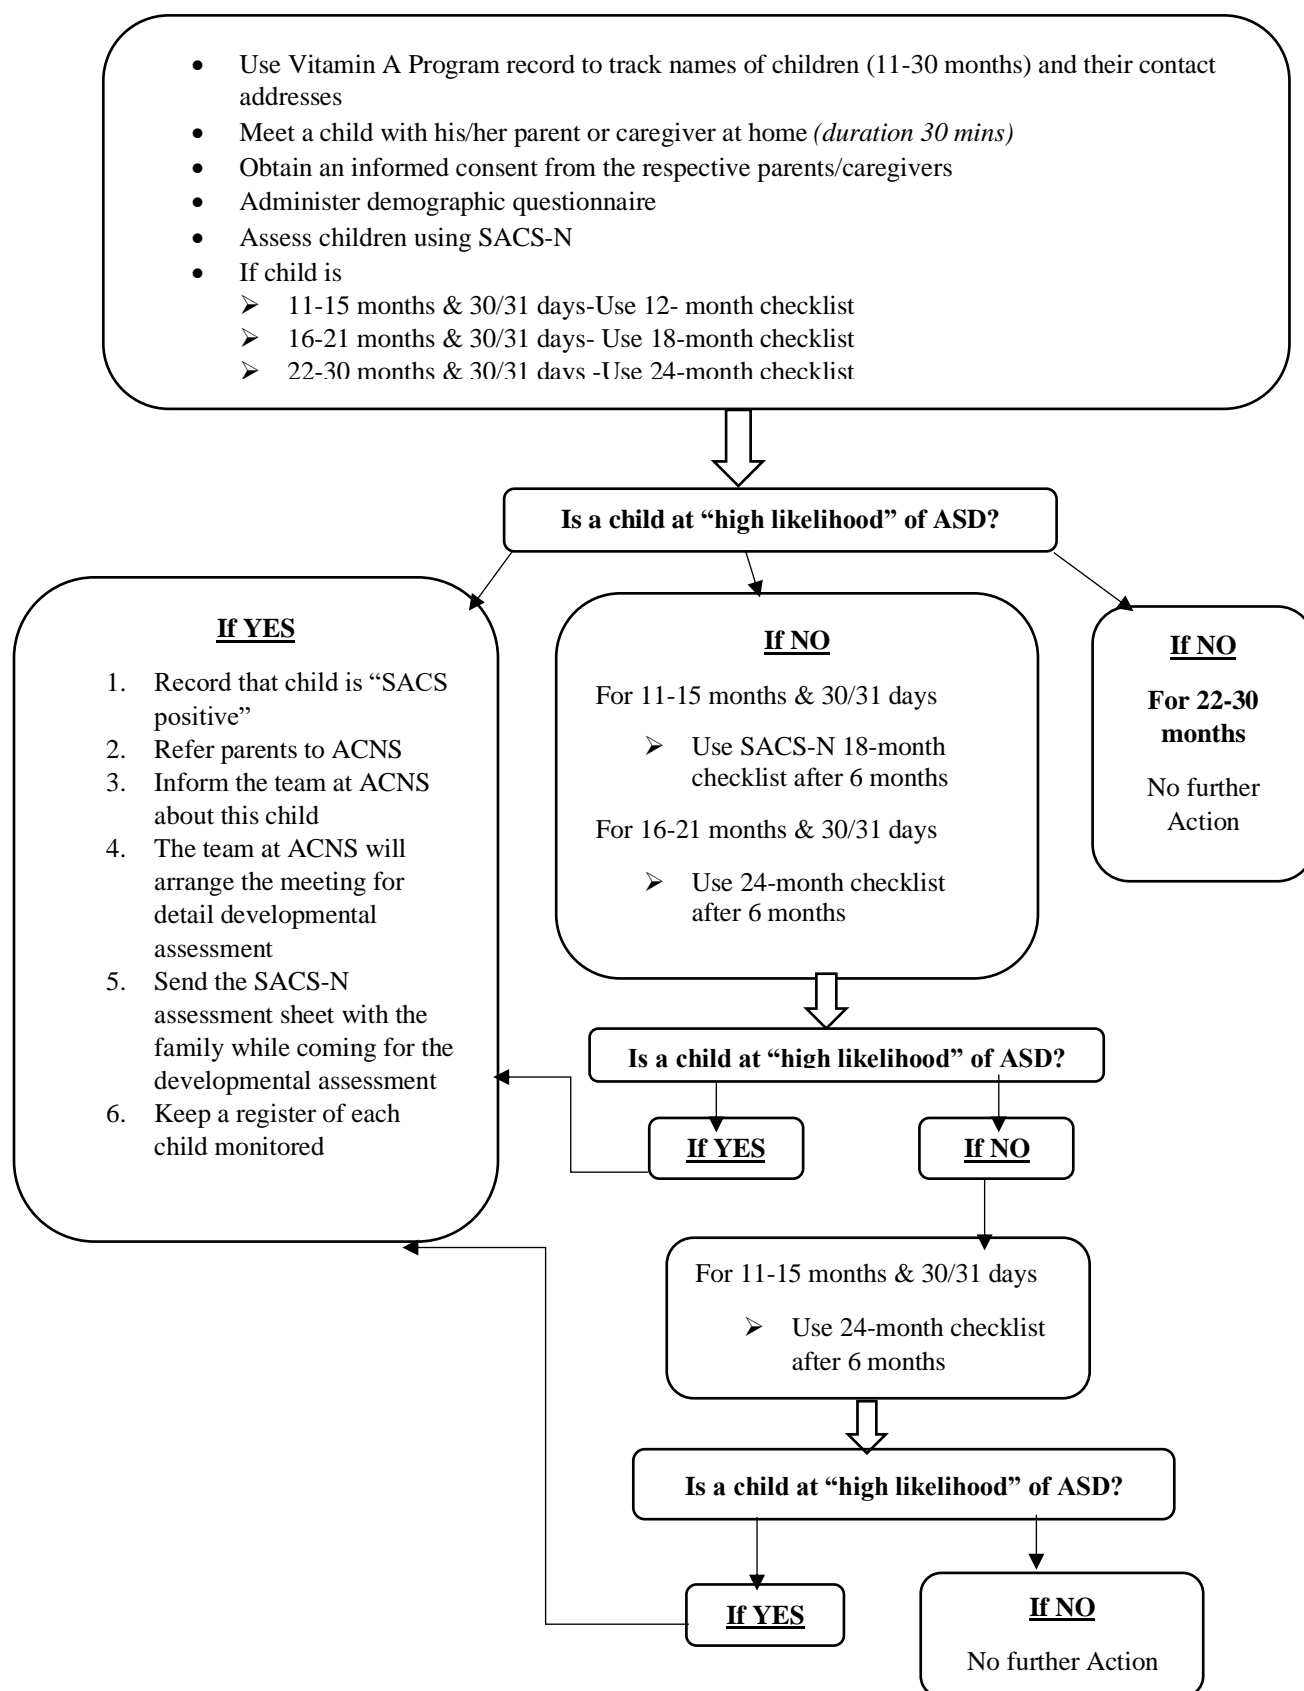 • Use Vitamin A Program record to track names of children (11-30 months) and their contact
addresses
• Meet a child with his/her parent or caregiver at home (duration 30 mins)
• Obtain an informed consent from the respective parents/caregivers
• Administer demographic questionnaire
• Assess children using SACS-N
• If child is
➢ 11-15 months & 30/31 days-Use 12- month checklist
➢ 16-21 months & 30/31 days- Use 18-month checklist
➢ 22-30 months & 30/31 days -Use 24-month checklist
Is a child at “high likelihood” of ASD?
If YES
1. Record that child is “SACS
positive”
2. Refer parents to ACNS
3. Inform the team at ACNS
about this child
4. The team at ACNS will
arrange the meeting for
detail developmental
assessment
5. Send the SACS-N
assessment sheet with the
family while coming for the
developmental assessment
6. Keep a register of each
child monitored
If NO
For 11-15 months & 30/31 days
➢ Use SACS-N 18-month
checklist after 6 months
For 16-21 months & 30/31 days
➢ Use 24-month checklist
after 6 months
If NO
For 22-30
months
No further
Action
Is a child at “high likelihood” of ASD?
If YES
If NO
For 11-15 months & 30/31 days
➢ Use 24-month checklist
after 6 months
Is a child at “high likelihood” of ASD?
If YES
If NO
No further Action